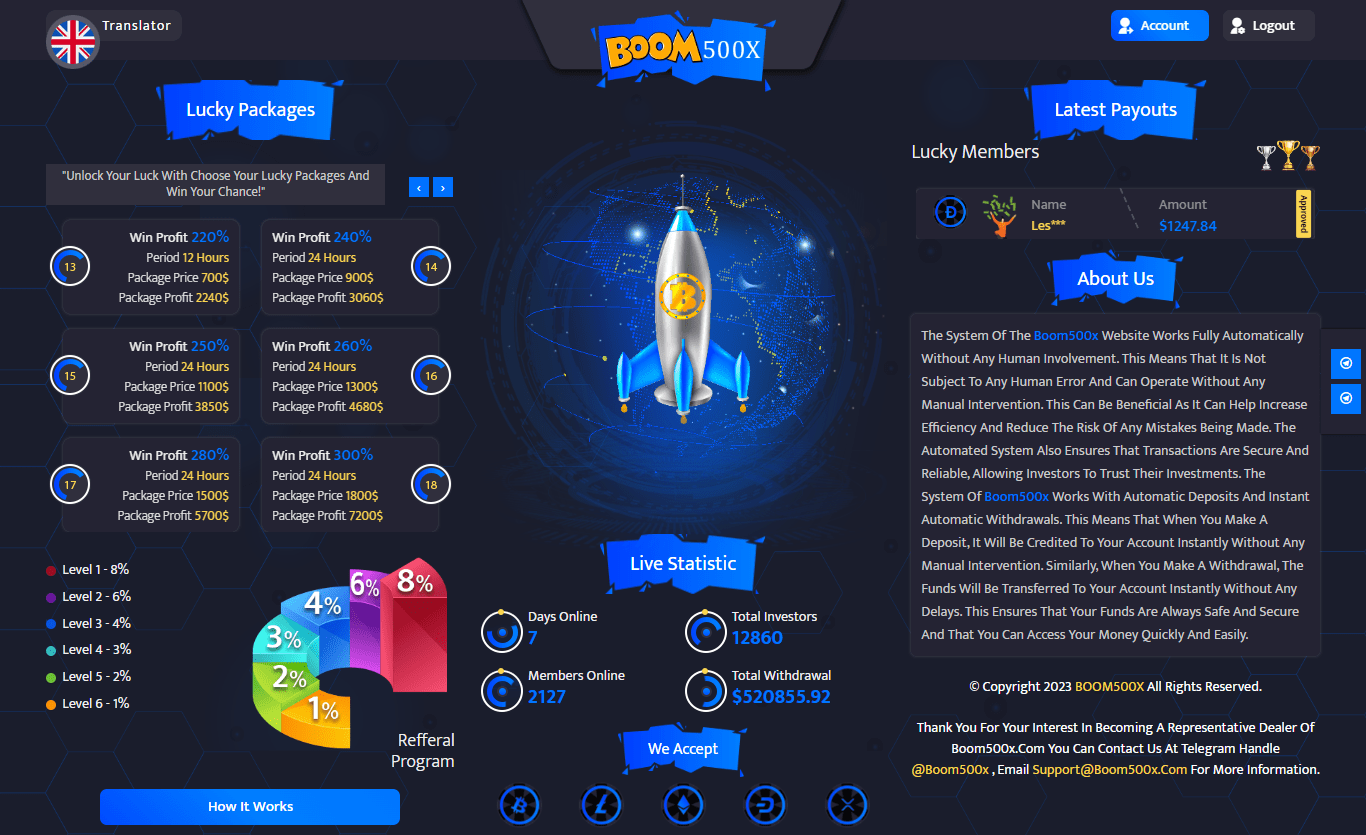 Translator
BOOM 500X
Account
Logout
Lucky Packages
"Unlock Your Luck With Choose Your Lucky Packages And
Win Your Chance!"
‹ ›
13
Win Profit 220%
Period 12 Hours
Package Price 700$
Package Profit 2240$
Win Profit 240%
Period 24 Hours
Package Price 900$
Package Profit 3060$
14
15
Win Profit 250%
Period 24 Hours
Package Price 1100$
Package Profit 3850$
Win Profit 260%
Period 24 Hours
Package Price 1300$
Package Profit 4680$
16
17
Win Profit 280%
Period 24 Hours
Package Price 1500$
Package Profit 5700$
Win Profit 300%
Period 24 Hours
Package Price 1800$
Package Profit 7200$
18
Level 1 - 8%
Level 2 - 6%
Level 3 - 4%
Level 4 - 3%
Level 5 - 2%
Level 6 - 1%
8%
6%
4%
3%
2%
1%
Refferal
Program
How It Works
Live Statistic
Days Online
7
Total Investors
12860
Members Online
2127
Total Withdrawal
$520855.92
We Accept
Latest Payouts
Lucky Members
Name
Les***
Amount
$1247.84
Approved
About Us
The System Of The Boom500x Website Works Fully Automatically
Without Any Human Involvement. This Means That It Is Not
Subject To Any Human Error And Can Operate Without Any
Manual Intervention. This Can Be Beneficial As It Can Help Increase
Efficiency And Reduce The Risk Of Any Mistakes Being Made. The
Automated System Also Ensures That Transactions Are Secure And
Reliable, Allowing Investors To Trust Their Investments. The
System Of Boom500x Works With Automatic Deposits And Instant
Automatic Withdrawals. This Means That When You Make A
Deposit, It Will Be Credited To Your Account Instantly Without Any
Manual Intervention. Similarly, When You Make A Withdrawal, The
Funds Will Be Transferred To Your Account Instantly Without Any
Delays. This Ensures That Your Funds Are Always Safe And Secure
And That You Can Access Your Money Quickly And Easily.
© Copyright 2023 BOOM500X All Rights Reserved.
Thank You For Your Interest In Becoming A Representative Dealer Of
Boom500x.Com You Can Contact Us At Telegram Handle
@Boom500x , Email Support@Boom500x.Com For More Information.